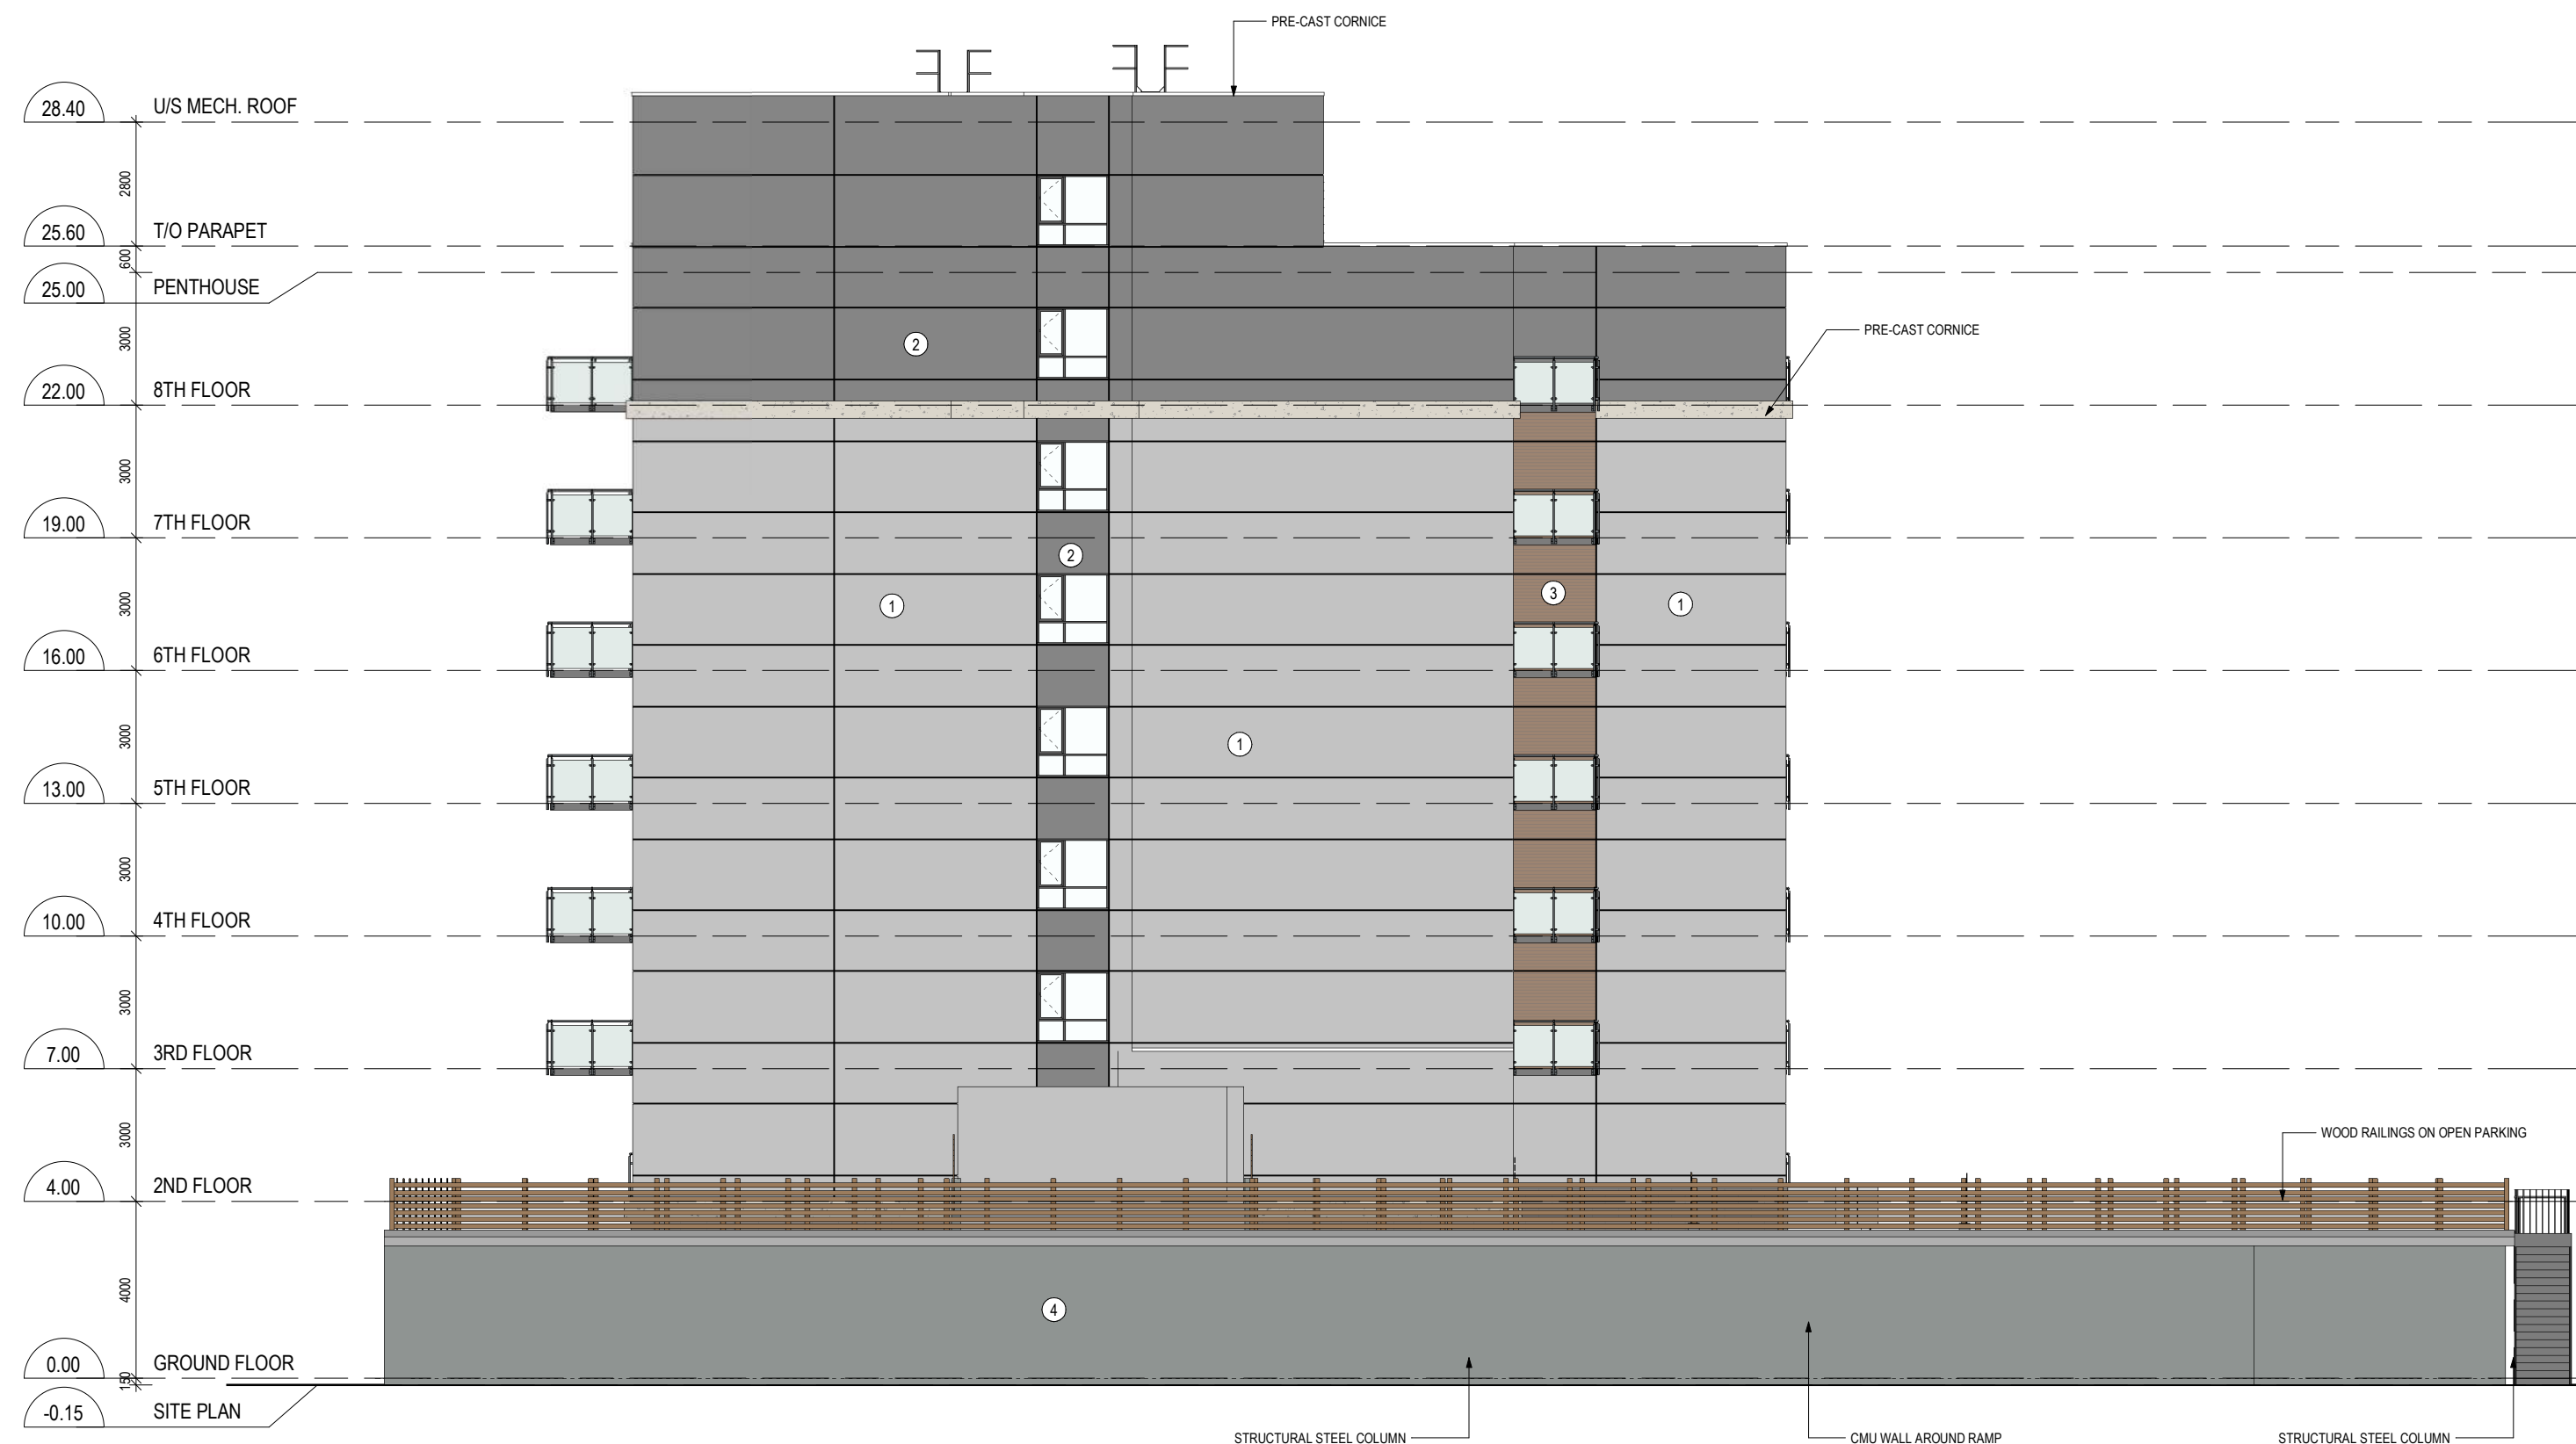 PRE-CAST CORNICE
28.40 U/S MECH. ROOF
2800
25.60 T/O PARAPET
600
25.00 PENTHOUSE
PRE-CAST CORNICE
3000
2
22.00 8TH FLOOR
3000
19.00 7TH FLOOR
2
3000
1
3
1
16.00 6TH FLOOR
3000
1
13.00 5TH FLOOR
3000
10.00 4TH FLOOR
3000
7.00 3RD FLOOR
3000
WOOD RAILINGS ON OPEN PARKING
4.00 2ND FLOOR
4000
4
0.00 GROUND FLOOR
150
-0.15 SITE PLAN
STRUCTURAL STEEL COLUMN
CMU WALL AROUND RAMP
STRUCTURAL STEEL COLUMN